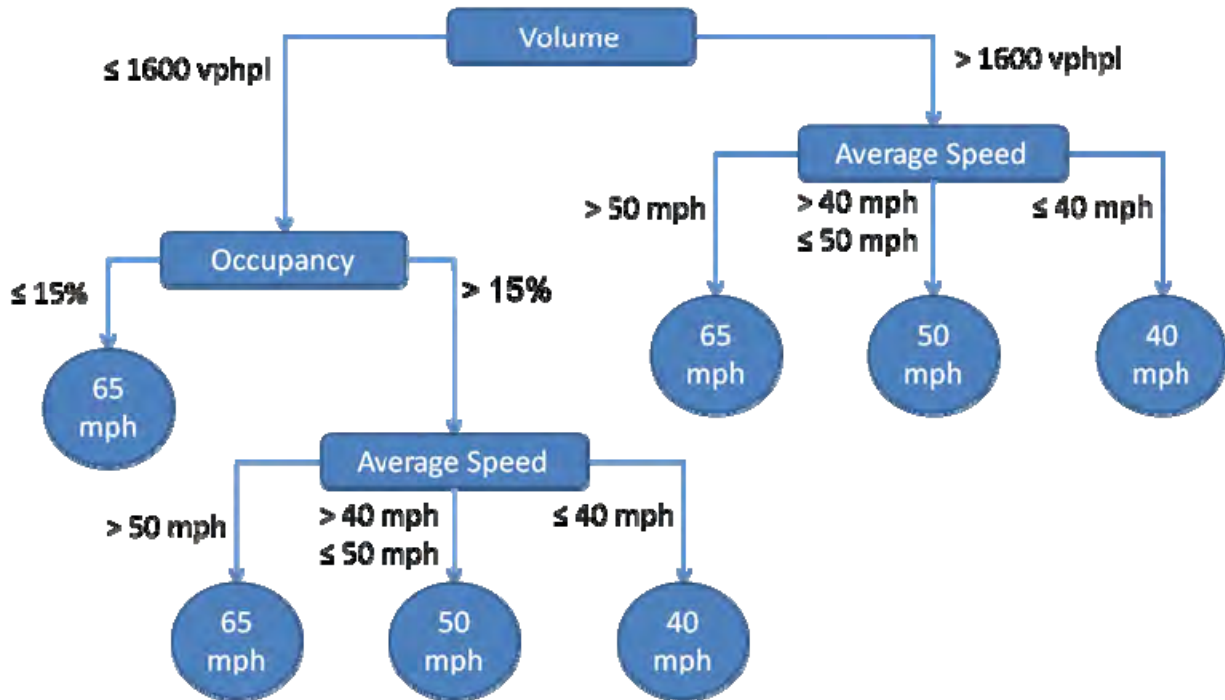 Volume
≤ 1600 vphpl
> 1600 vphpl
Average Speed
> 50 mph
> 40 mph
≤ 50 mph
≤ 40 mph
65
mph
50
mph
40
mph
Occupancy
≤ 15%
> 15%
65
mph
Average Speed
> 50 mph
> 40 mph
≤ 50 mph
≤ 40 mph
65
mph
50
mph
40
mph